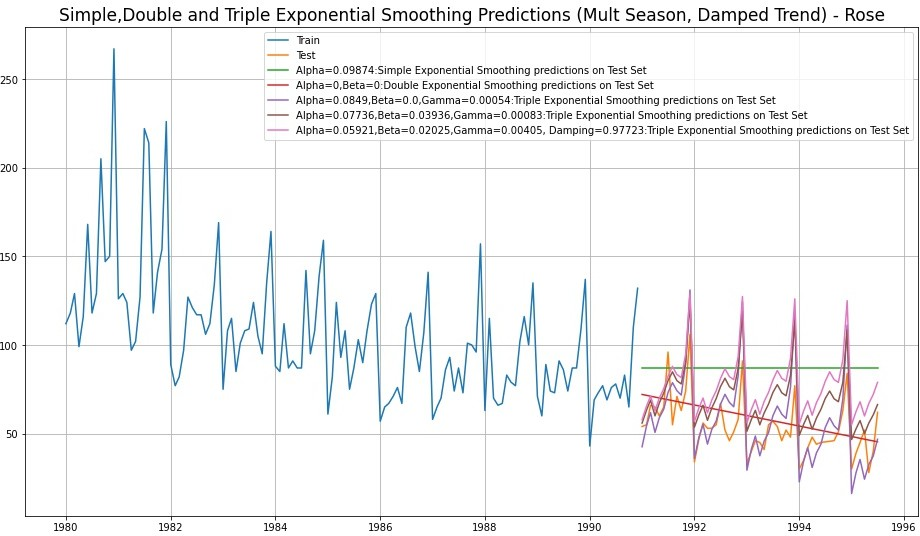 Simple,Double and Triple Exponential Smoothing Predictions (Mult Season, Damped Trend) - Rose
Train
Test
Alpha=0.09874:Simple Exponential Smoothing predictions on Test Set
Alpha=0,Beta=0:Double Exponential Smoothing predictions on Test Set
Alpha=0.0849,Beta=0.0,Gamma=0.00054:Triple Exponential Smoothing predictions on Test Set
Alpha=0.07736,Beta=0.03936,Gamma=0.00083:Triple Exponential Smoothing predictions on Test Set
Alpha=0.05921,Beta=0.02025,Gamma=0.00405, Damping=0.97723:Triple Exponential Smoothing predictions on Test Set
250
200
150
100
50
1980 1982 1984 1986 1988 1990 1992 1994 1996